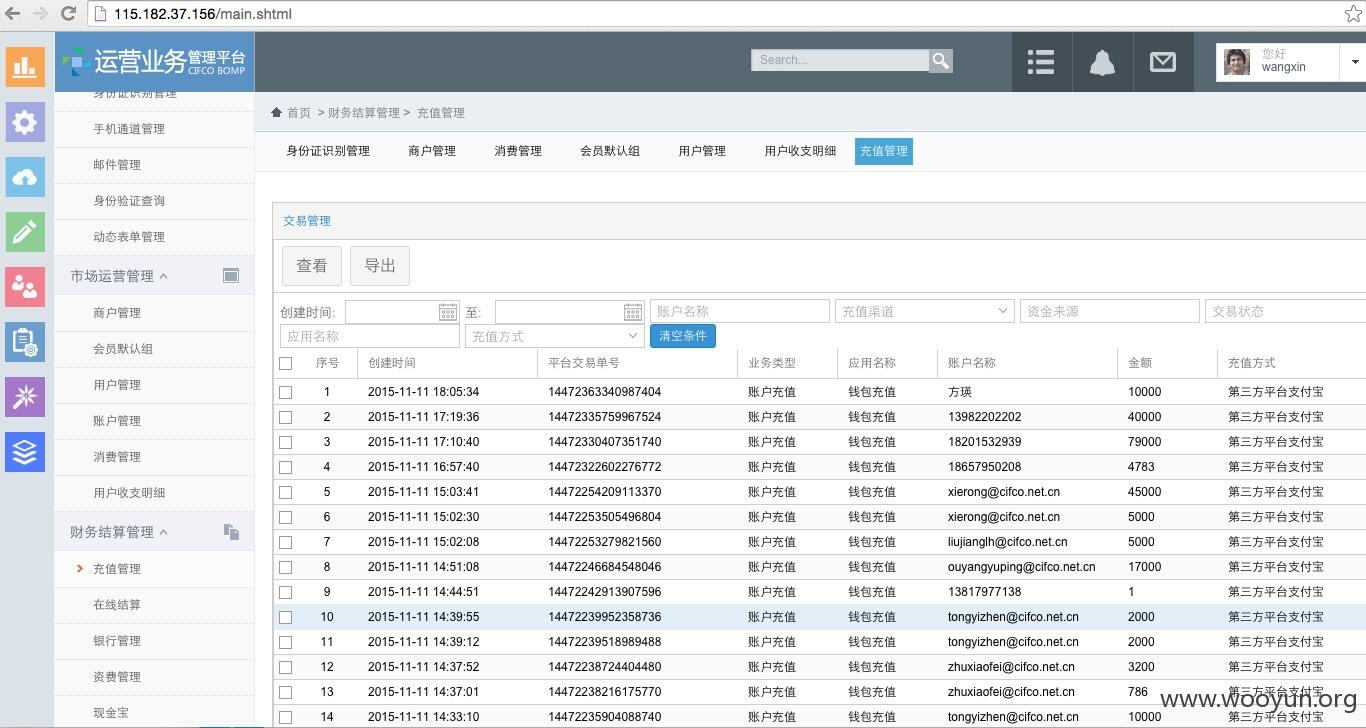 115.182.37.156/main.shtml
运营业务管理平台
CIFCO BOMP
Search...
您好
wangxin
身份证识别管理
手机通道管理
邮件管理
身份验证查询
动态表单管理
市场运营管理
商户管理
会员默认组
用户管理
账户管理
消费管理
用户收支明细
财务结算管理
充值管理
在线结算
银行管理
资费管理
现金宝
首页 > 财务结算管理 > 充值管理
身份证识别管理 商户管理 消费管理 会员默认组 用户管理 用户收支明细 充值管理
交易管理
查看 导出
创建时间: 至: 账户名称 充值渠道 资金来源 交易状态
应用名称 充值方式 清空条件
序号 创建时间 平台交易单号 业务类型 应用名称 账户名称 金额 充值方式
1 2015-11-11 18:05:34 14472363340987404 账户充值 钱包充值 方瑛 10000 第三方平台支付宝
2 2015-11-11 17:19:36 14472335759967524 账户充值 钱包充值 13982202202 40000 第三方平台支付宝
3 2015-11-11 17:10:40 14472330407351740 账户充值 钱包充值 18201532939 79000 第三方平台支付宝
4 2015-11-11 16:57:40 14472322602276772 账户充值 钱包充值 18657950208 4783 第三方平台支付宝
5 2015-11-11 15:03:41 14472254209113370 账户充值 钱包充值 xierong@cifco.net.cn 45000 第三方平台支付宝
6 2015-11-11 15:02:30 14472253505496804 账户充值 钱包充值 xierong@cifco.net.cn 5000 第三方平台支付宝
7 2015-11-11 15:02:08 14472253279821560 账户充值 钱包充值 liujianglh@cifco.net.cn 5000 第三方平台支付宝
8 2015-11-11 14:51:08 14472246684548046 账户充值 钱包充值 ouyangyuping@cifco.net.cn 17000 第三方平台支付宝
9 2015-11-11 14:44:51 14472242913907596 账户充值 钱包充值 13817977138 1 第三方平台支付宝
10 2015-11-11 14:39:55 14472239952358736 账户充值 钱包充值 tongyizhen@cifco.net.cn 2000 第三方平台支付宝
11 2015-11-11 14:39:12 14472239518989488 账户充值 钱包充值 tongyizhen@cifco.net.cn 2000 第三方平台支付宝
12 2015-11-11 14:37:52 14472238724404480 账户充值 钱包充值 zhuxiaofei@cifco.net.cn 3200 第三方平台支付宝
13 2015-11-11 14:37:01 14472238216175770 账户充值 钱包充值 zhuxiaofei@cifco.net.cn 786 第三方平台支付宝
14 2015-11-11 14:33:10 14472235904088740 账户充值 钱包充值 tongyizhen@cifco.net.cn 10000 第三方平台支付宝
www.wooyun.org